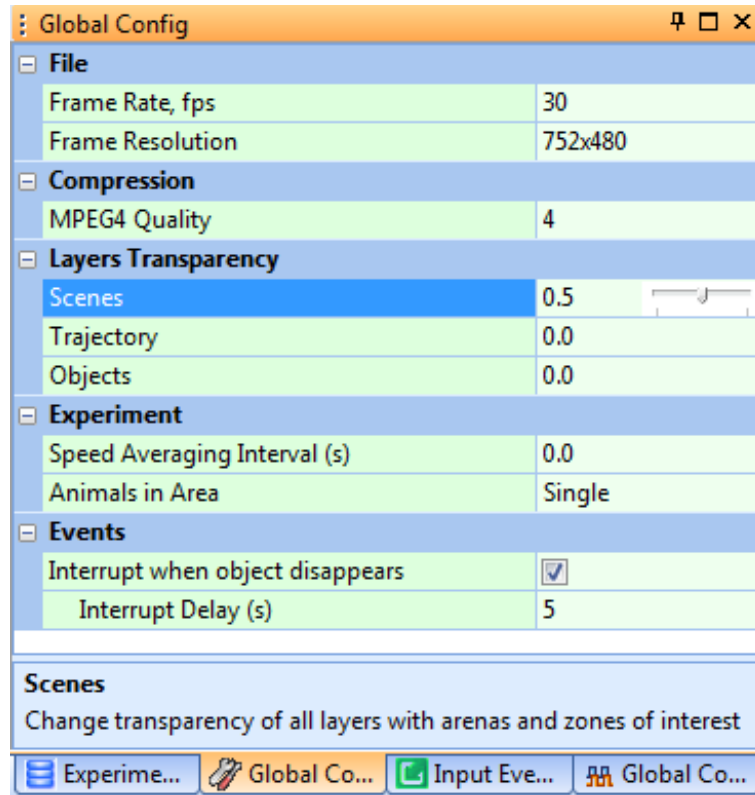 Global Config
File
Frame Rate, fps 30
Frame Resolution 752x480
Compression
MPEG4 Quality 4
Layers Transparency
Scenes 0.5
Trajectory 0.0
Objects 0.0
Experiment
Speed Averaging Interval (s) 0.0
Animals in Area Single
Events
Interrupt when object disappears
Interrupt Delay (s) 5
Scenes
Change transparency of all layers with arenas and zones of interest
Experime... Global Co... Input Eve... Global Co...